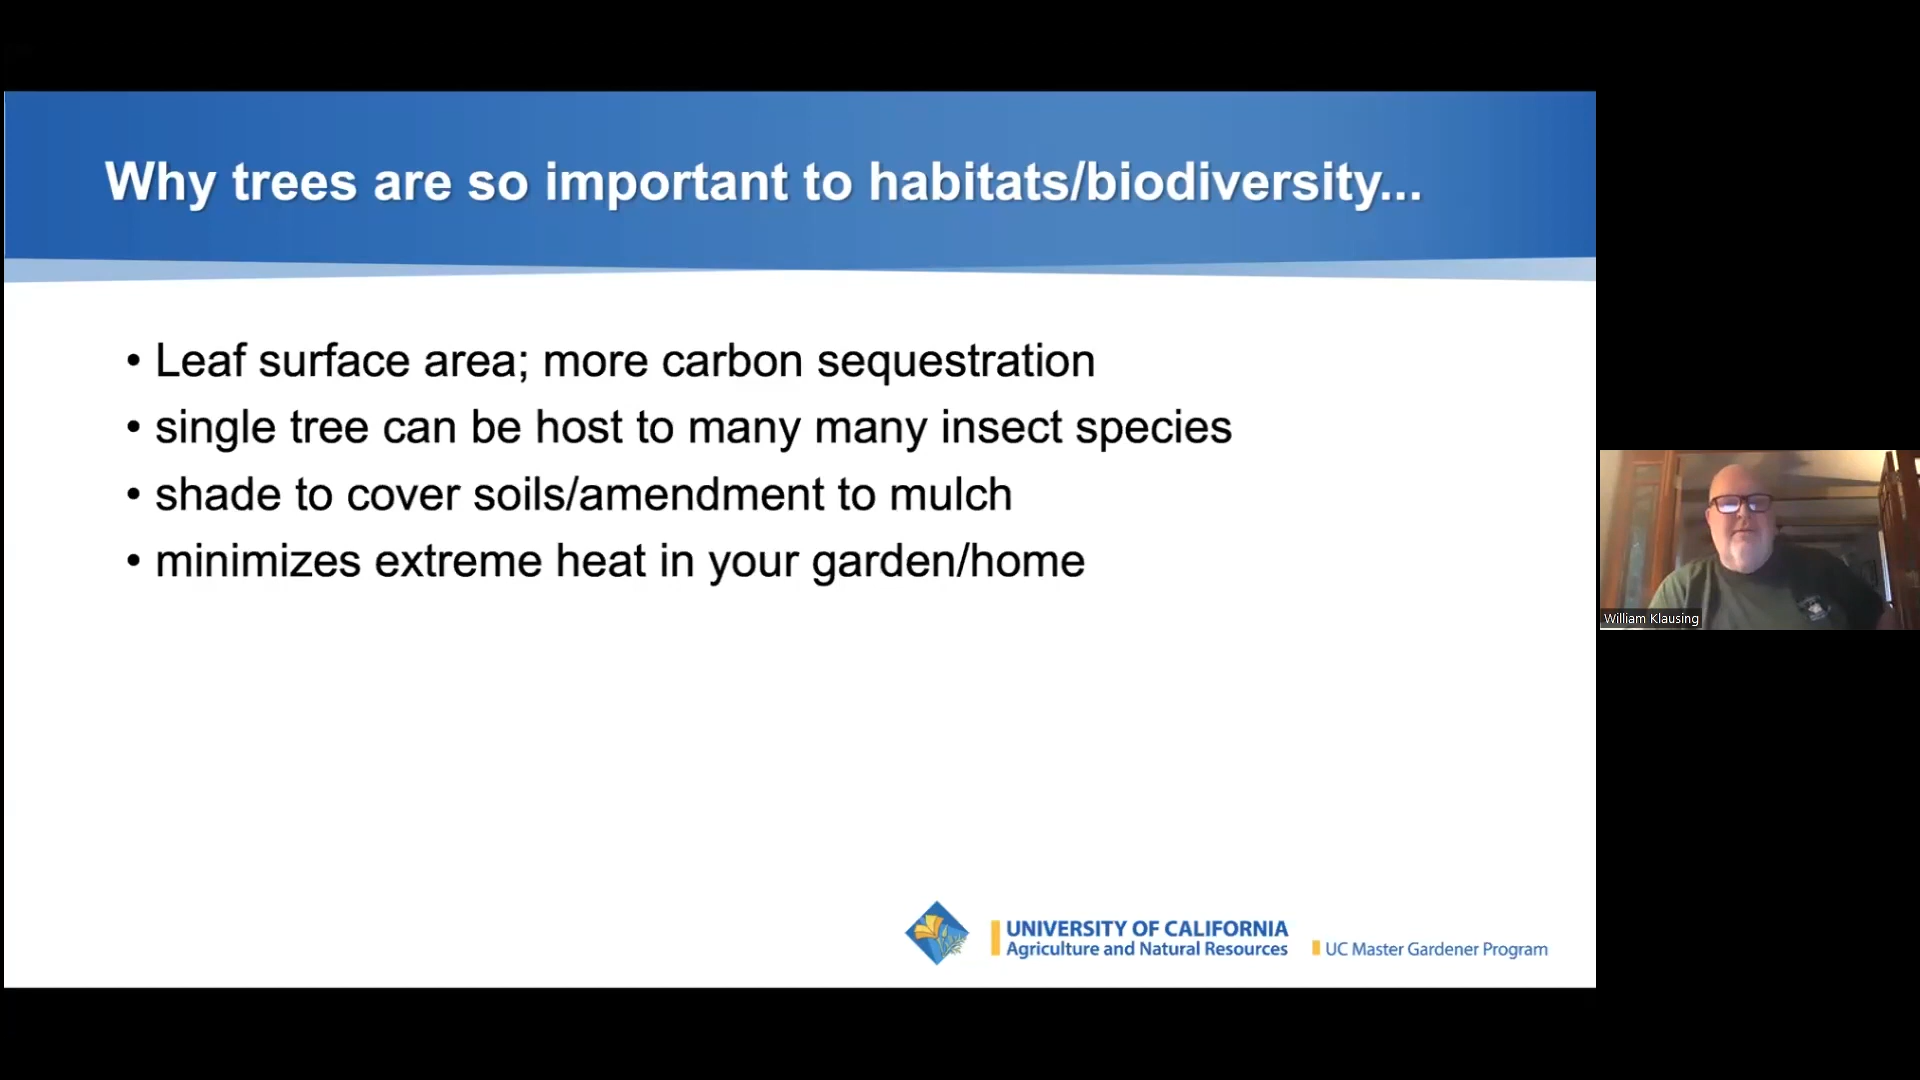 Why trees are so important to habitats/biodiversity...
• Leaf surface area; more carbon sequestration
• single tree can be host to many many insect species
• shade to cover soils/amendment to mulch
• minimizes extreme heat in your garden/home
William Klausing
UNIVERSITY OF CALIFORNIA
Agriculture and Natural Resources
UC Master Gardener Program